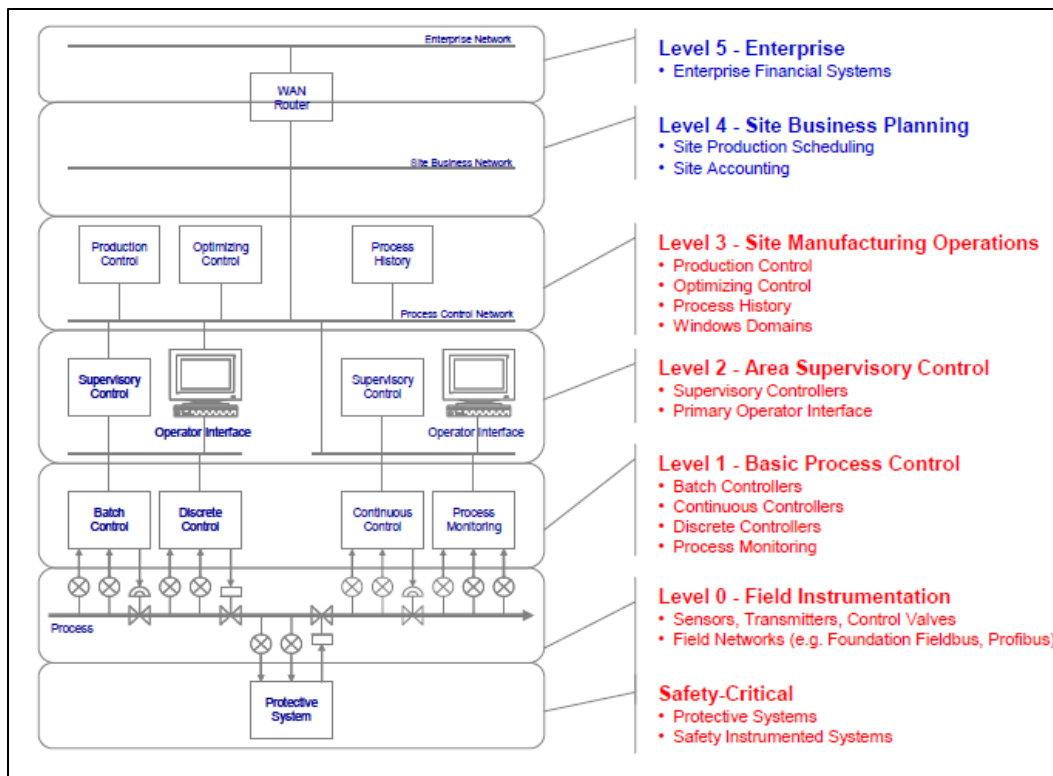 Enterprise Network
WAN
Router
Level 5 - Enterprise
• Enterprise Financial Systems
Site Business Network
Level 4 - Site Business Planning
• Site Production Scheduling
• Site Accounting
Production
Control
Optimizing
Control
Process
History
Process Control Network
Level 3 - Site Manufacturing Operations
• Production Control
• Optimizing Control
• Process History
• Windows Domains
Supervisory
Control
Operator Interface
Supervisory
Control
Operator Interface
Level 2 - Area Supervisory Control
• Supervisory Controllers
• Primary Operator Interface
Batch
Control
Discrete
Control
Continuous
Control
Process
Monitoring
Level 1 - Basic Process Control
• Batch Controllers
• Continuous Controllers
• Discrete Controllers
• Process Monitoring
Process
Level 0 - Field Instrumentation
• Sensors, Transmitters, Control Valves
• Field Networks (e.g. Foundation Fieldbus, Profibus)
Protective
System
Safety-Critical
• Protective Systems
• Safety Instrumented Systems